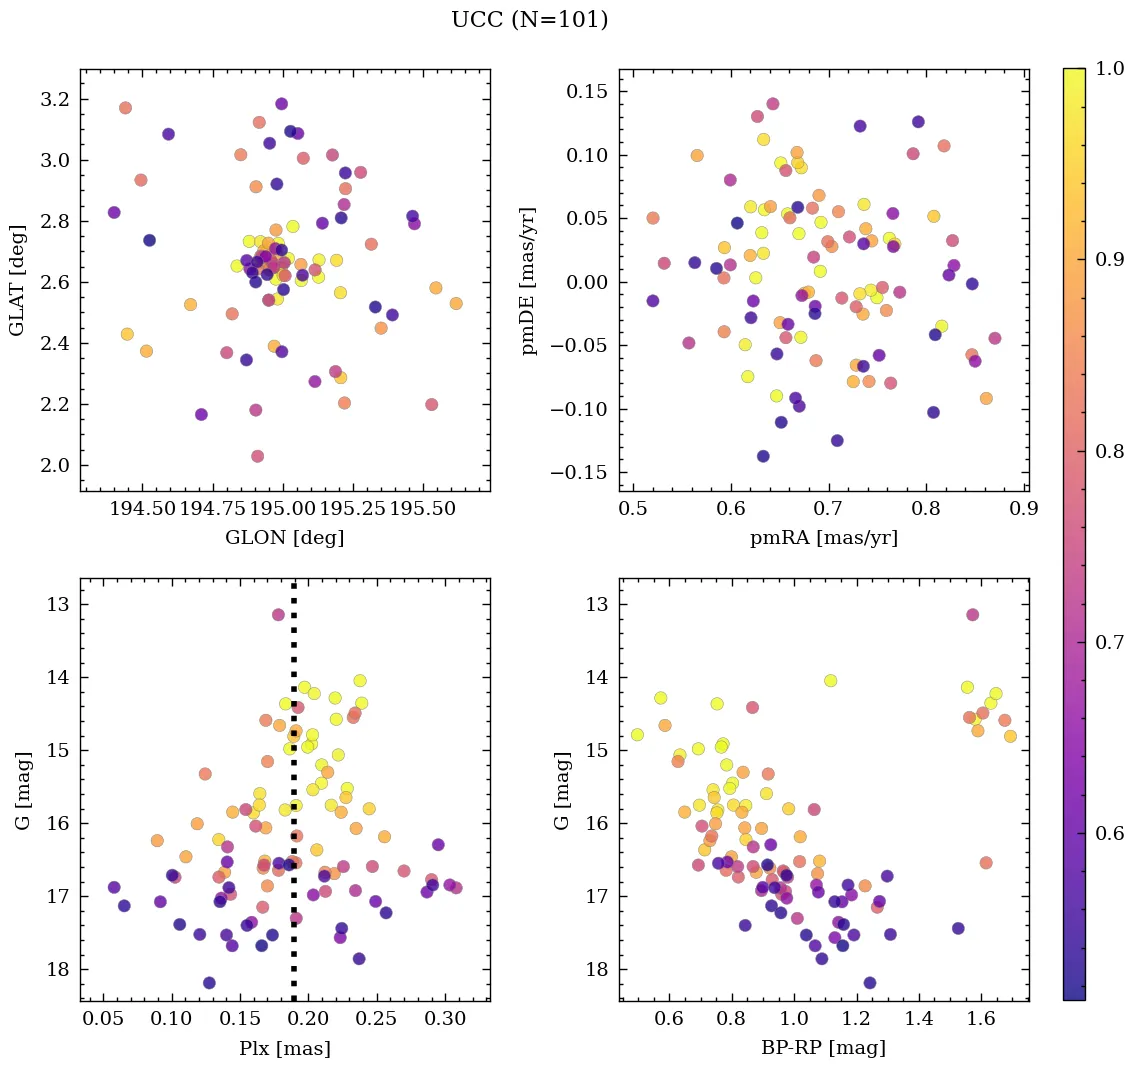 UCC (N=101)
3.2
3.0
2.8
2.6
2.4
2.2
2.0
GLAT [deg]
194.50 194.75 195.00 195.25 195.50
GLON [deg]
0.15
0.10
0.05
0.00
−0.05
−0.10
−0.15
pmDE [mas/yr]
0.5 0.6 0.7 0.8 0.9
pmRA [mas/yr]
13
14
15
16
17
18
G [mag]
0.05 0.10 0.15 0.20 0.25 0.30
Plx [mas]
13
14
15
16
17
18
G [mag]
0.6 0.8 1.0 1.2 1.4 1.6
BP-RP [mag]
1.0
0.9
0.8
0.7
0.6